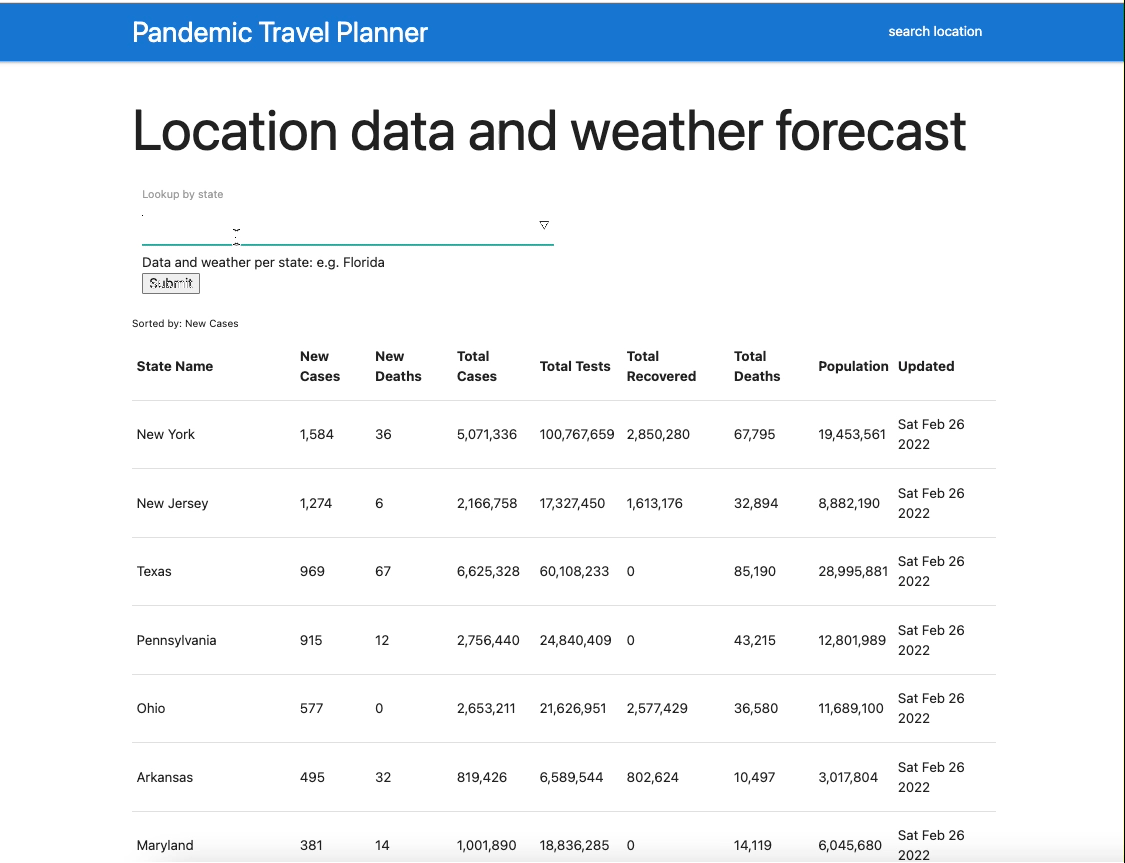 Pandemic Travel Planner
search location
Location data and weather forecast
Lookup by state
Data and weather per state: e.g. Florida
Submit
Sorted by: New Cases
State Name New Cases New Deaths Total Cases Total Tests Total Recovered Total Deaths Population Updated
New York 1,584 36 5,071,336 100,767,659 2,850,280 67,795 19,453,561 Sat Feb 26 2022
New Jersey 1,274 6 2,166,758 17,327,450 1,613,176 32,894 8,882,190 Sat Feb 26 2022
Texas 969 67 6,625,328 60,108,233 0 85,190 28,995,881 Sat Feb 26 2022
Pennsylvania 915 12 2,756,440 24,840,409 0 43,215 12,801,989 Sat Feb 26 2022
Ohio 577 0 2,653,211 21,626,951 2,577,429 36,580 11,689,100 Sat Feb 26 2022
Arkansas 495 32 819,426 6,589,544 802,624 10,497 3,017,804 Sat Feb 26 2022
Maryland 381 14 1,001,890 18,836,285 0 14,119 6,045,680 Sat Feb 26 2022